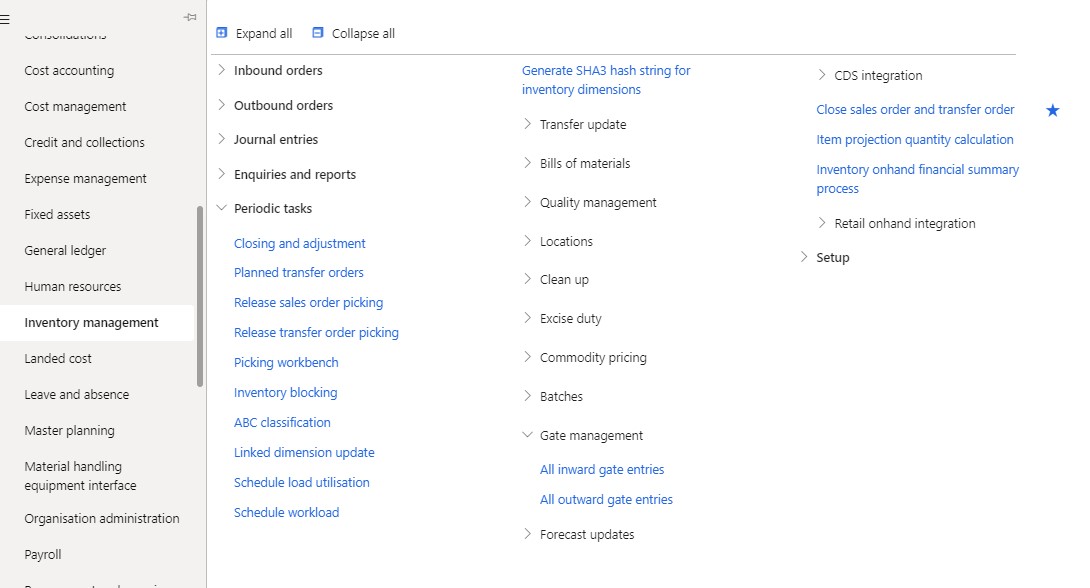 Consolidations
Cost accounting
Cost management
Credit and collections
Expense management
Fixed assets
General ledger
Human resources
Inventory management
Landed cost
Leave and absence
Master planning
Material handling
equipment interface
Organisation administration
Payroll
Expand all
Collapse all
Inbound orders
Outbound orders
Journal entries
Enquiries and reports
Periodic tasks
Closing and adjustment
Planned transfer orders
Release sales order picking
Release transfer order picking
Picking workbench
Inventory blocking
ABC classification
Linked dimension update
Schedule load utilisation
Schedule workload
Generate SHA3 hash string for
inventory dimensions
Transfer update
Bills of materials
Quality management
Locations
Clean up
Excise duty
Commodity pricing
Batches
Gate management
All inward gate entries
All outward gate entries
Forecast updates
CDS integration
Close sales order and transfer order
Item projection quantity calculation
Inventory onhand financial summary
process
Retail onhand integration
Setup